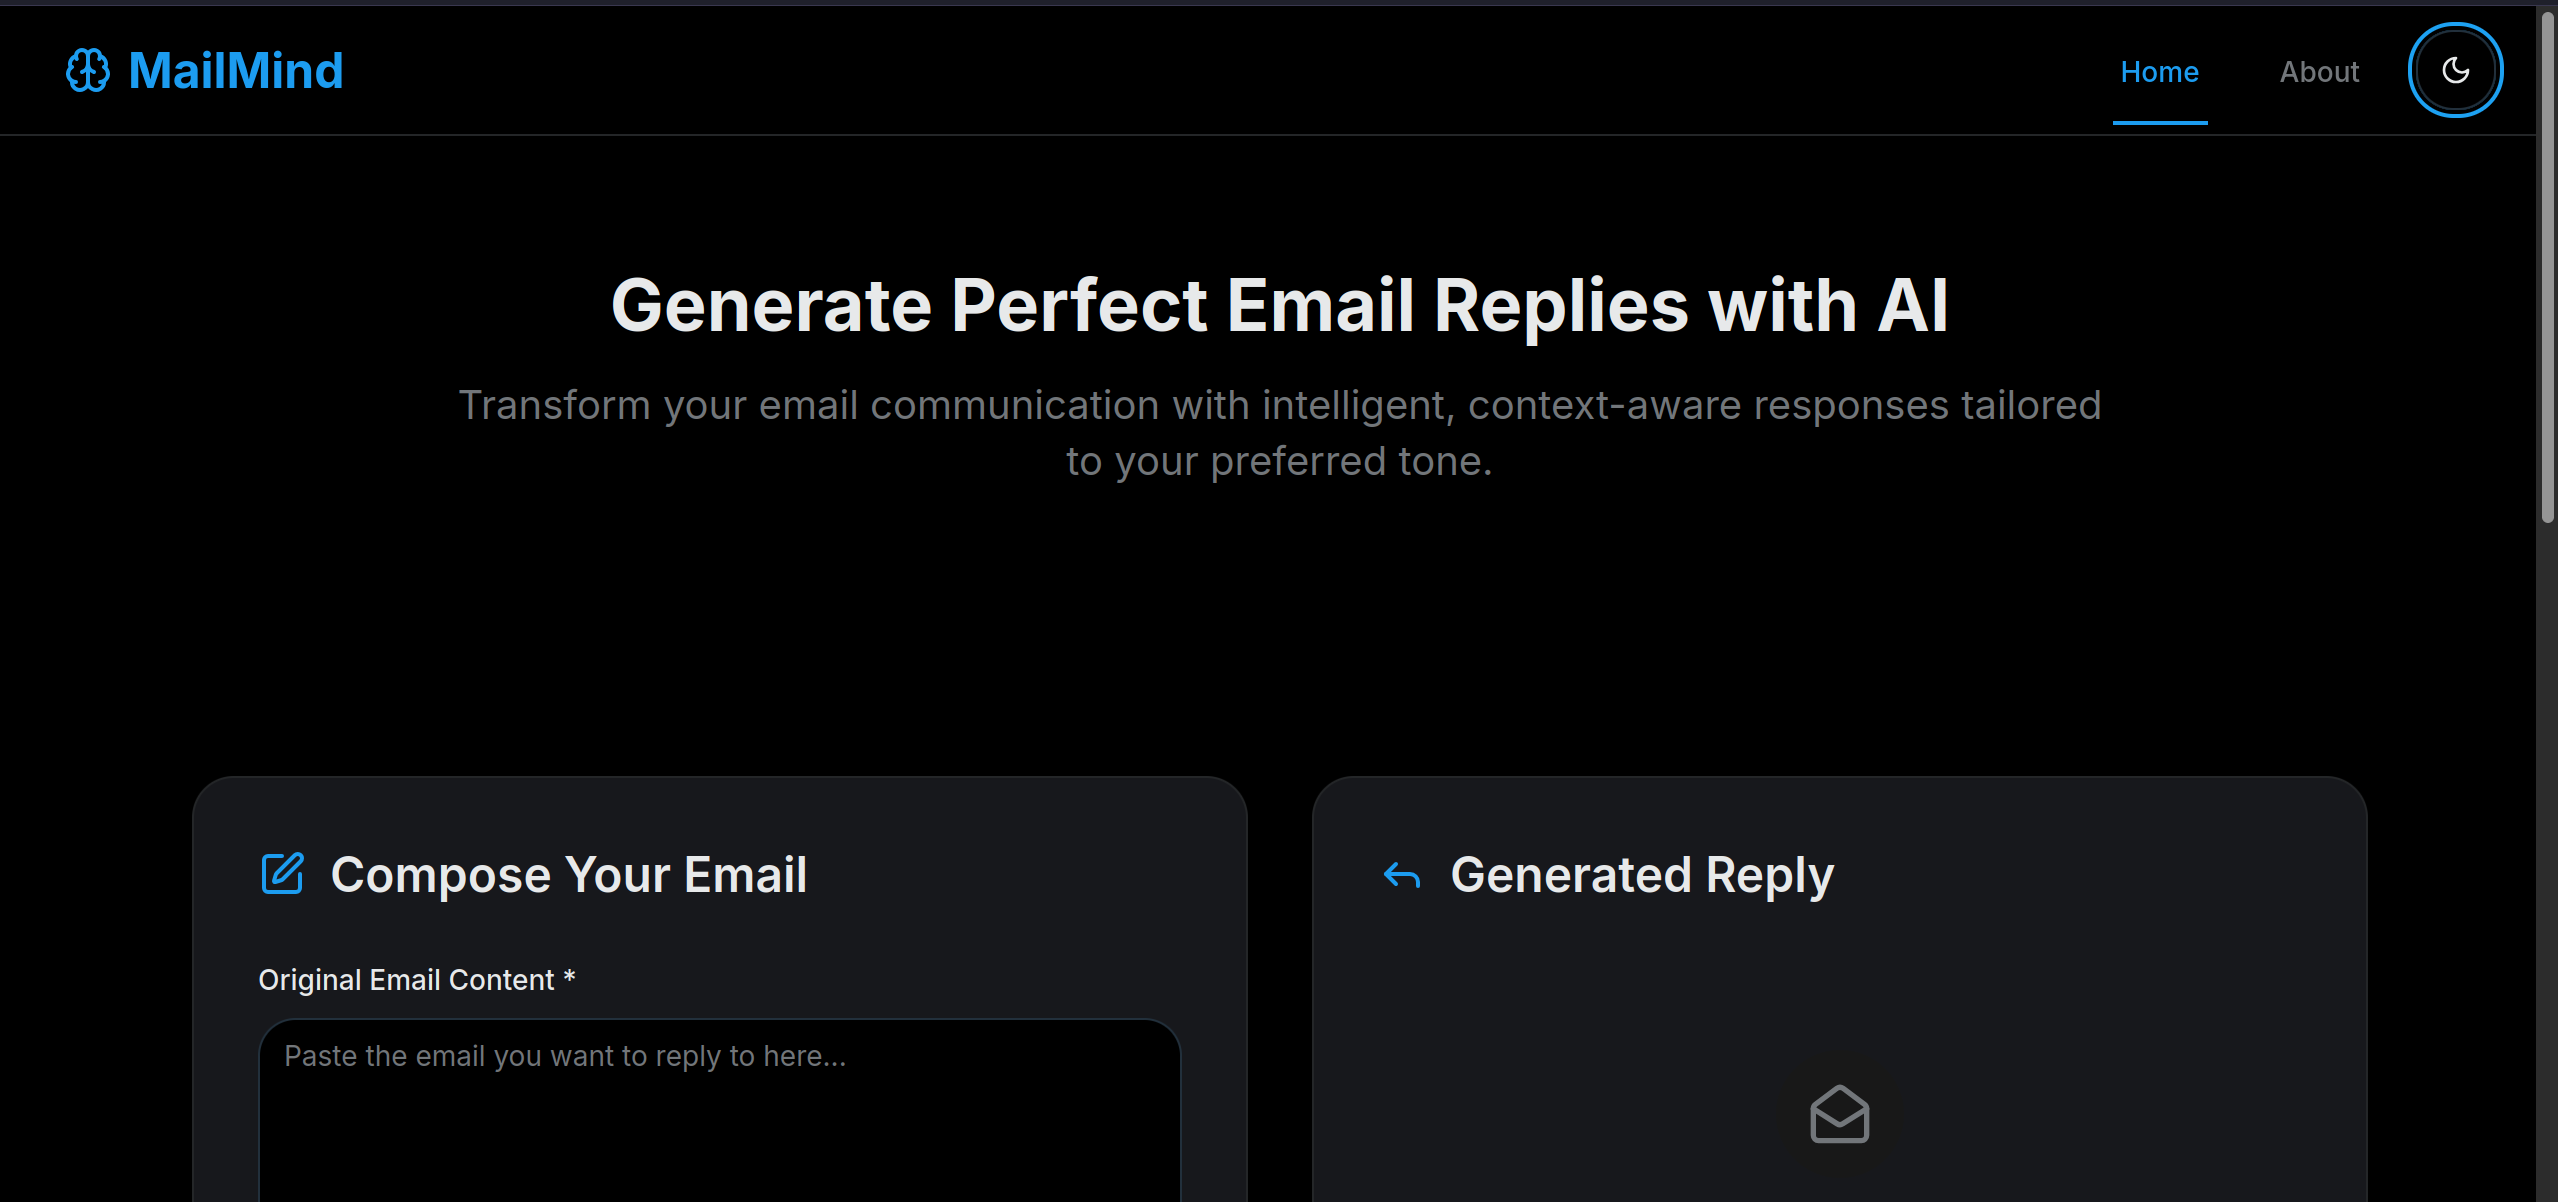 MailMind
Home
About
Generate Perfect Email Replies with AI
Transform your email communication with intelligent, context-aware responses tailored
to your preferred tone.
Compose Your Email
Original Email Content *
Paste the email you want to reply to here...
Generated Reply